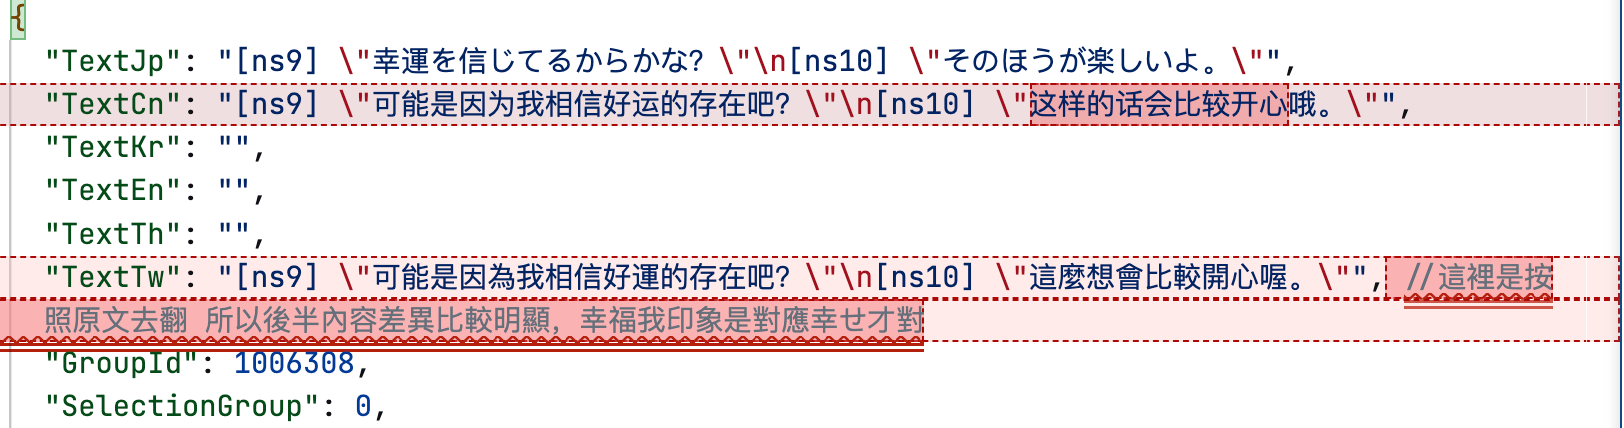 {
"TextJp": "[ns9] \"幸運を信じてるからかな？\"\n[ns10] \"そのほうが楽しいよ。\"",
"TextCn": "[ns9] \"可能是因为我相信好运的存在吧？\"\n[ns10] \"这样的话会比较开心哦。\"",
"TextKr": "",
"TextEn": "",
"TextTh": "",
"TextTw": "[ns9] \"可能是因為我相信好運的存在吧？\"\n[ns10] \"這麼想會比較開心喔。\"", //這裡是按
照原文去翻 所以後半內容差異比較明顯，幸福我印象是對應幸せ才對
"GroupId": 1006308,
"SelectionGroup": 0,